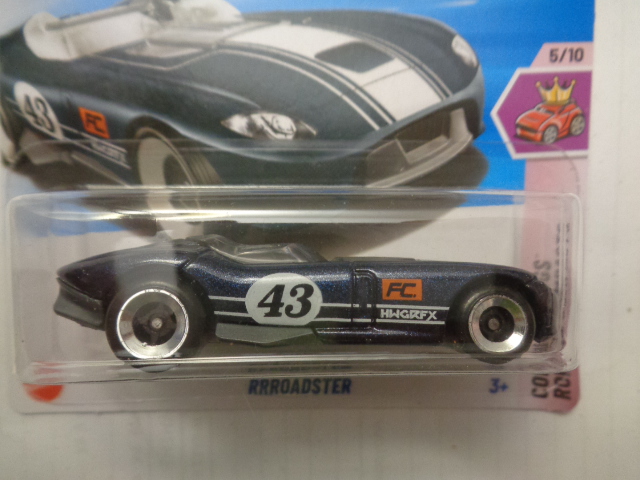 5/10
43
FC.
HWGRFX
43
FC.
HWGRFX
RRROADSTER
3+